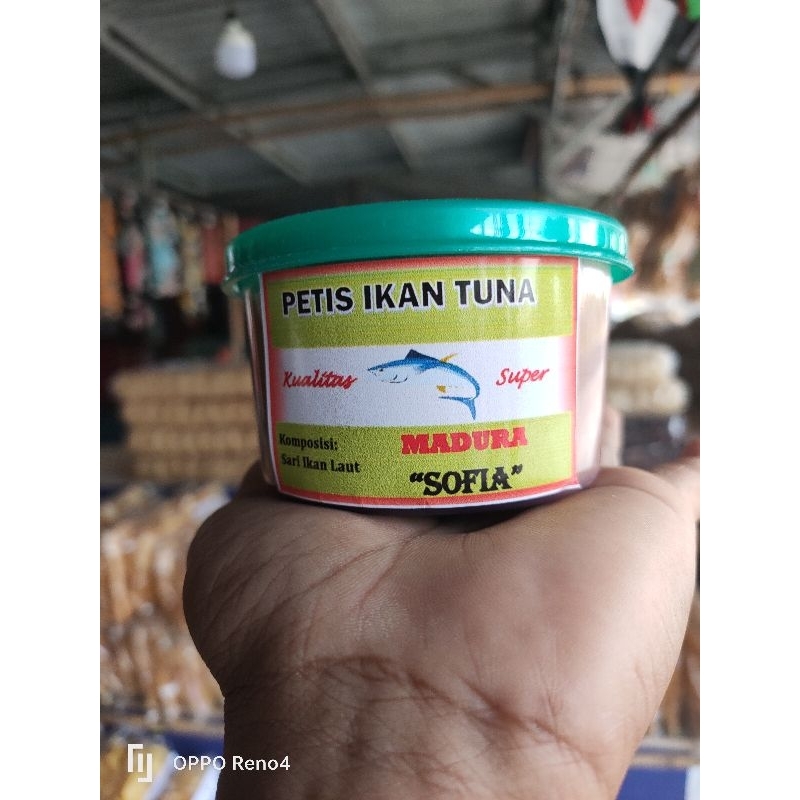 PETIS IKAN TUNA
Kualitas Super
Komposisi:
Sari Ikan Laut
MADURA
"SOFIA"
OPPO Reno4